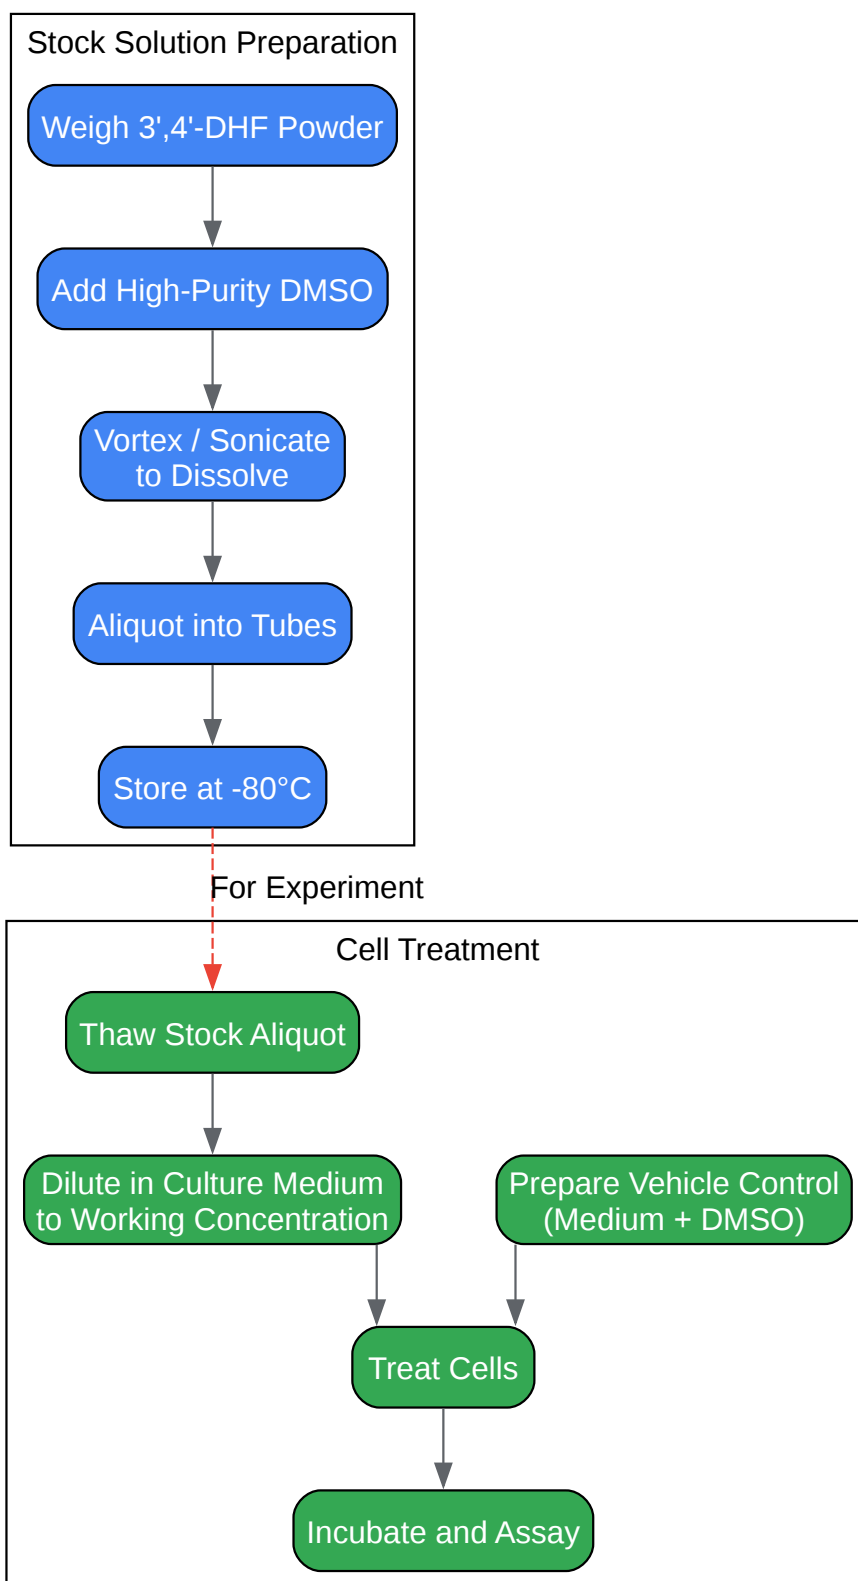 Stock Solution Preparation
Weigh 3',4'-DHF Powder
Add High-Purity DMSO
Vortex / Sonicate
to Dissolve
Aliquot into Tubes
Store at -80°C
For Experiment
Cell Treatment
Thaw Stock Aliquot
Dilute in Culture Medium
to Working Concentration
Prepare Vehicle Control
(Medium + DMSO)
Treat Cells
Incubate and Assay